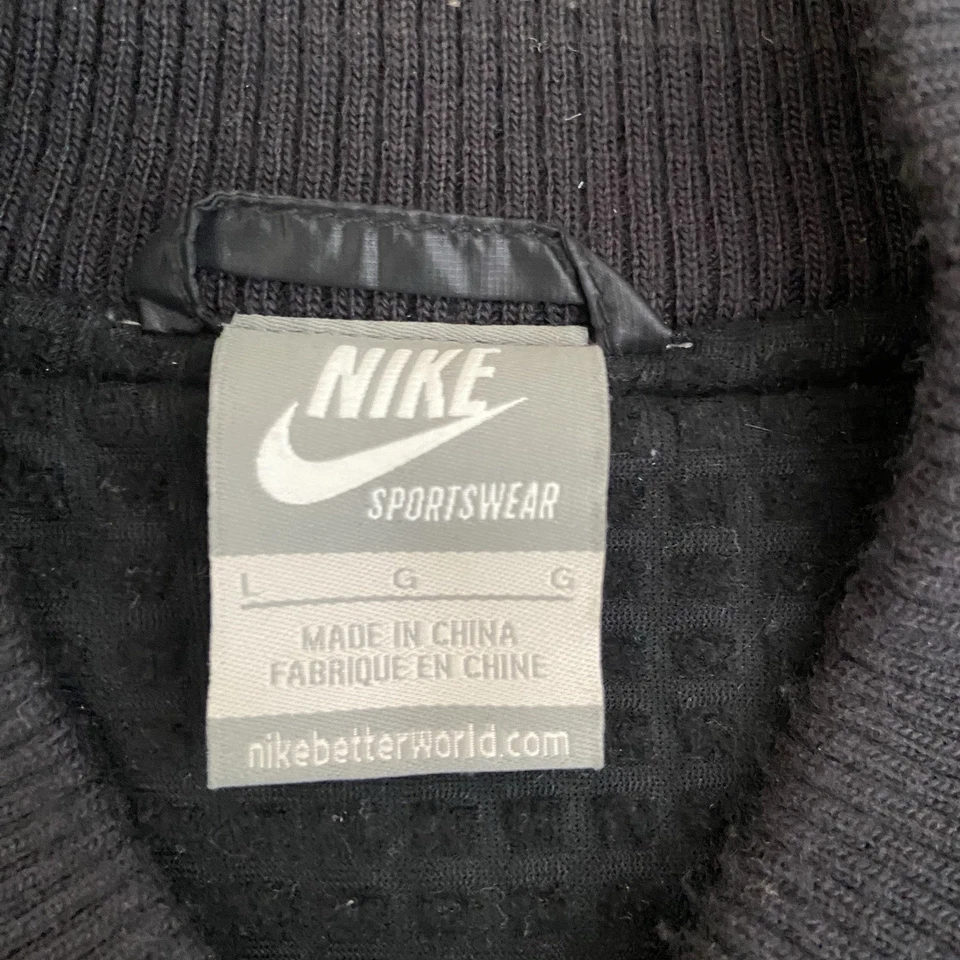 NIKE
SPORTSWEAR
L G G
MADE IN CHINA
FABRIQUE EN CHINE
nikebetterworld.com